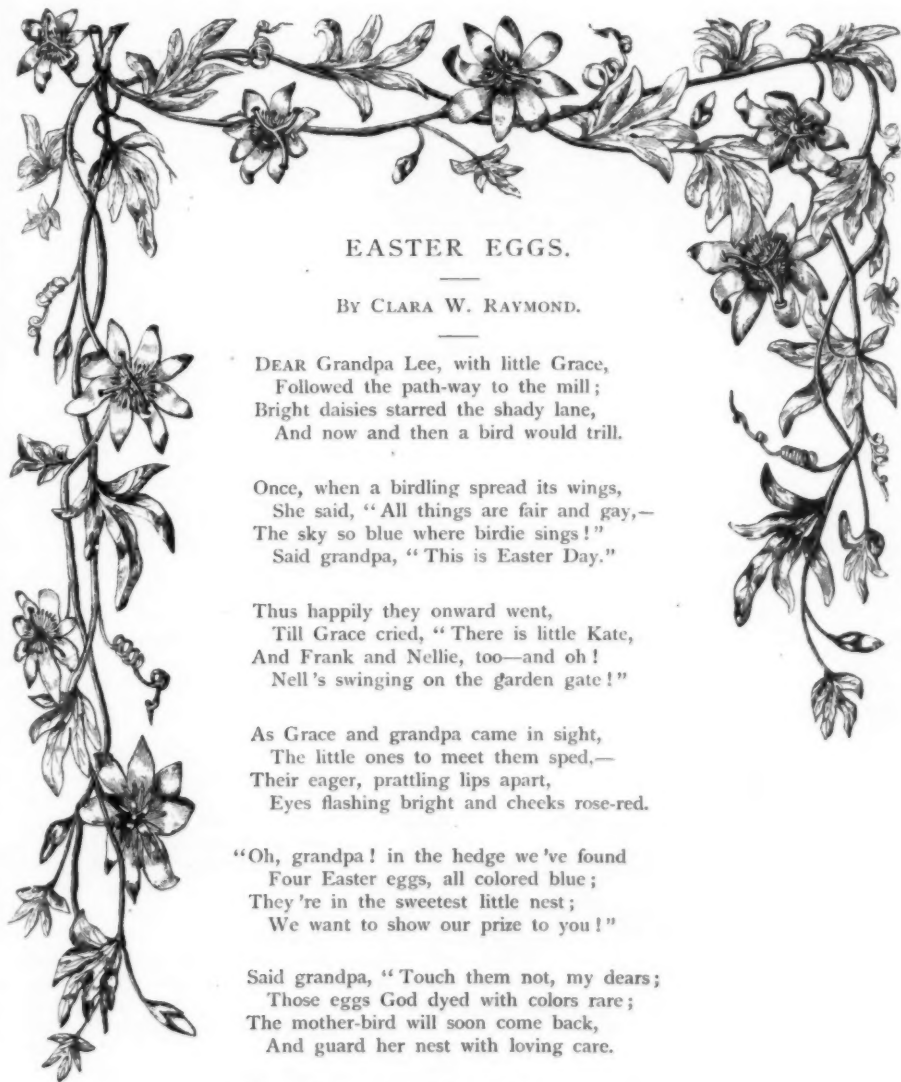 EASTER EGGS.
BY CLARA W. RAYMOND.
DEAR Grandpa Lee, with little Grace,
Followed the path-way to the mill;
Bright daisies starred the shady lane,
And now and then a bird would trill.
Once, when a birdling spread its wings,
She said, "All things are fair and gay,—
The sky so blue where birdie sings!"
Said grandpa, "This is Easter Day."
Thus happily they onward went,
Till Grace cried, "There is little Kate,
And Frank and Nellie, too—and oh!
Nell 's swinging on the garden gate!"
As Grace and grandpa came in sight,
The little ones to meet them sped,—
Their eager, prattling lips apart,
Eyes flashing bright and cheeks rose-red.
"Oh, grandpa! in the hedge we 've found
Four Easter eggs, all colored blue;
They 're in the sweetest little nest;
We want to show our prize to you!"
Said grandpa, "Touch them not, my dears;
Those eggs God dyed with colors rare;
The mother-bird will soon come back,
And guard her nest with loving care.